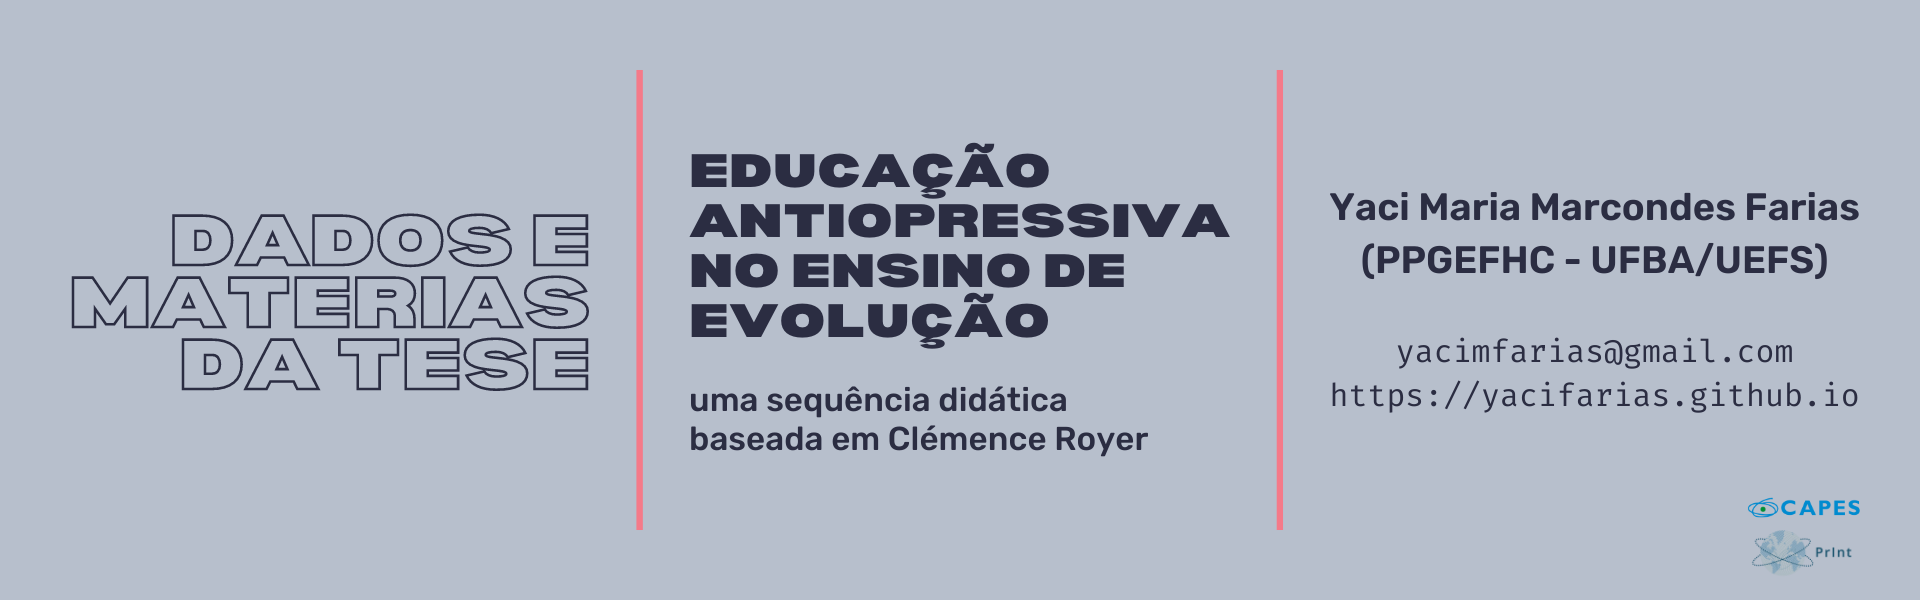 DADOS E
MATERIAS
DA TESE
EDUCAÇÃO
ANTIOPRESSIVA
NO ENSINO DE
EVOLUÇÃO
uma sequência didática
baseada em Clémence Royer
Yaci Maria Marcondes Farias
(PPGEFHC - UFBA/UEFS)
yacimfarias@gmail.com
https://yacifarias.github.io
CAPES
PrInt